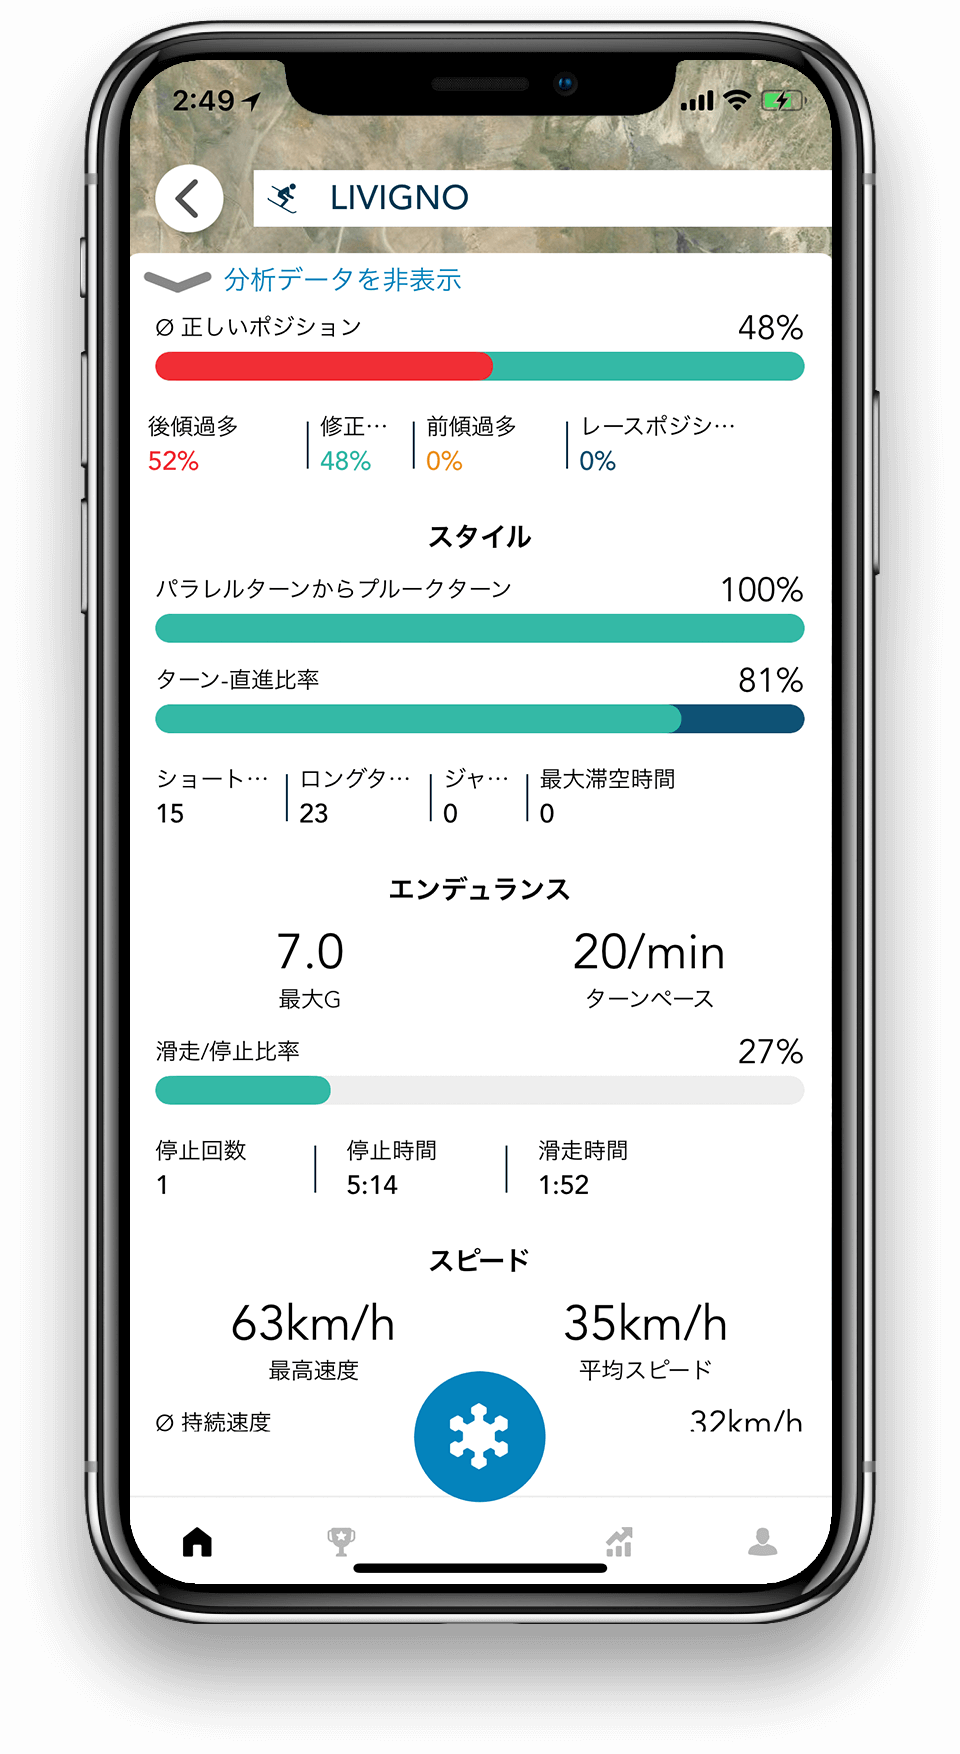 2:49
LIVIGNO
分析データを非表示
Ø 正しいポジション 48%
後傾過多 修正… 前傾過多 レースポジシ…
52% 48% 0% 0%
スタイル
パラレルターンからプルークターン 100%
ターン-直進比率 81%
ショート… ロングタ… ジャ… 最大滞空時間
15 23 0 0
エンデュランス
7.0 20/min
最大G ターンペース
滑走/停止比率 27%
停止回数 停止時間 滑走時間
1 5:14 1:52
スピード
63km/h 35km/h
最高速度 平均スピード
Ø 持続速度 32km/h